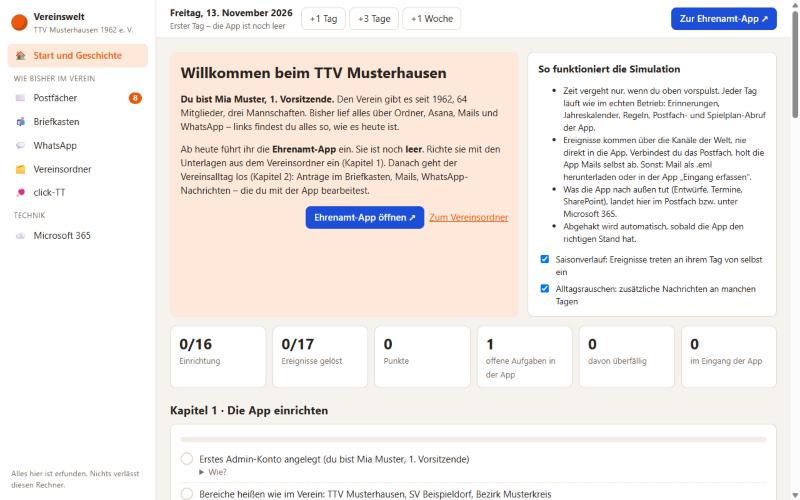 Vereinswelt
TTV Musterhausen 1962 e. V.
Start und Geschichte
WIE BISHER IM VEREIN
Postfächer 8
Briefkasten
WhatsApp
Vereinsordner
click-TT
TECHNIK
Microsoft 365
Alles hier ist erfunden. Nichts verlässt
diesen Rechner.
Freitag, 13. November 2026
Erster Tag – die App ist noch leer
+1 Tag
+3 Tage
+1 Woche
Zur Ehrenamt-App ↗
Willkommen beim TTV Musterhausen
Du bist Mia Muster, 1. Vorsitzende. Den Verein gibt es seit 1962, 64
Mitglieder, drei Mannschaften. Bisher lief alles über Ordner, Asana, Mails und
WhatsApp – links findest du alles so, wie es heute ist.
Ab heute führt ihr die Ehrenamt-App ein. Sie ist noch leer. Richte sie mit den
Unterlagen aus dem Vereinsordner ein (Kapitel 1). Danach geht der
Vereinsalltag los (Kapitel 2): Anträge im Briefkasten, Mails, WhatsApp-
Nachrichten – die du mit der App bearbeitest.
Ehrenamt-App öffnen ↗
Zum Vereinsordner
So funktioniert die Simulation
• Zeit vergeht nur, wenn du oben vorspulst. Jeder Tag
läuft wie im echten Betrieb: Erinnerungen,
Jahreskalender, Regeln, Postfach- und Spielplan-Abruf
der App.
• Ereignisse kommen über die Kanäle der Welt, nie
direkt in die App. Verbindest du das Postfach, holt die
App Mails selbst ab. Sonst: Mail als .eml
herunterladen oder in der App „Eingang erfassen“.
• Was die App nach außen tut (Entwürfe, Termine,
SharePoint), landet hier im Postfach bzw. unter
Microsoft 365.
• Abgehakt wird automatisch, sobald die App den
richtigen Stand hat.
Saisonverlauf: Ereignisse treten an ihrem Tag von selbst
ein
Alltagsrauschen: zusätzliche Nachrichten an manchen
Tagen
0/16
Einrichtung
0/17
Ereignisse gelöst
0
Punkte
1
offene Aufgaben in
der App
0
davon überfällig
0
im Eingang der App
Kapitel 1 · Die App einrichten
Erstes Admin-Konto angelegt (du bist Mia Muster, 1. Vorsitzende)
▶ Wie?
Bereiche heißen wie im Verein: TTV Musterhausen, SV Beispieldorf, Bezirk Musterkreis